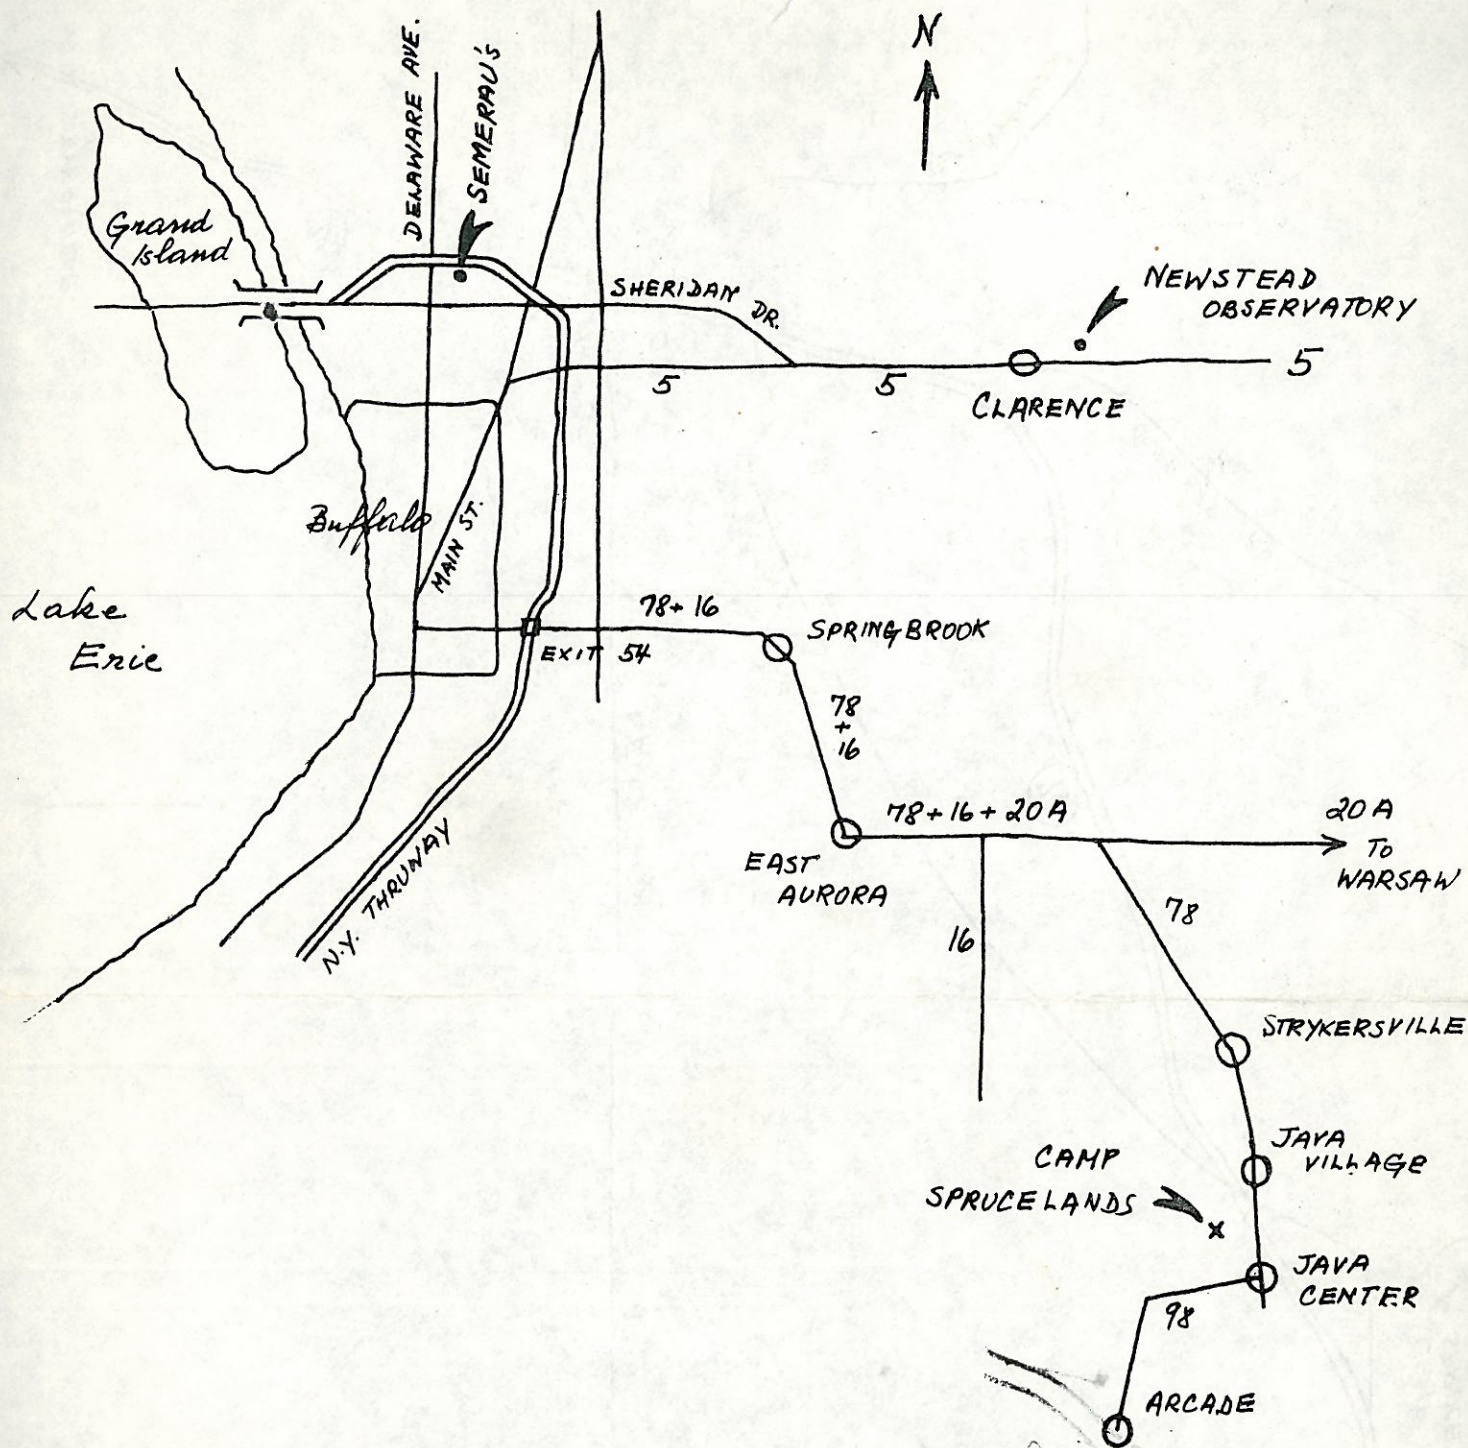 N
DELAWARE AVE.
SEMERAU'S
Grand
Island
SHERIDAN
DR.
NEWSTEAD
OBSERVATORY
5
5
5
CLARENCE
Buffalo
MAIN ST.
Lake
Erie
78+16
SPRINGBROOK
EXIT 54
78
+
16
78+16+20A
20A
TO
WARSAW
EAST
AURORA
N.Y. THRUWAY
16
78
STRYKERSVILLE
JAVA
VILLAGE
CAMP
SPRUCELANDS
x
JAVA
CENTER
98
ARCADE